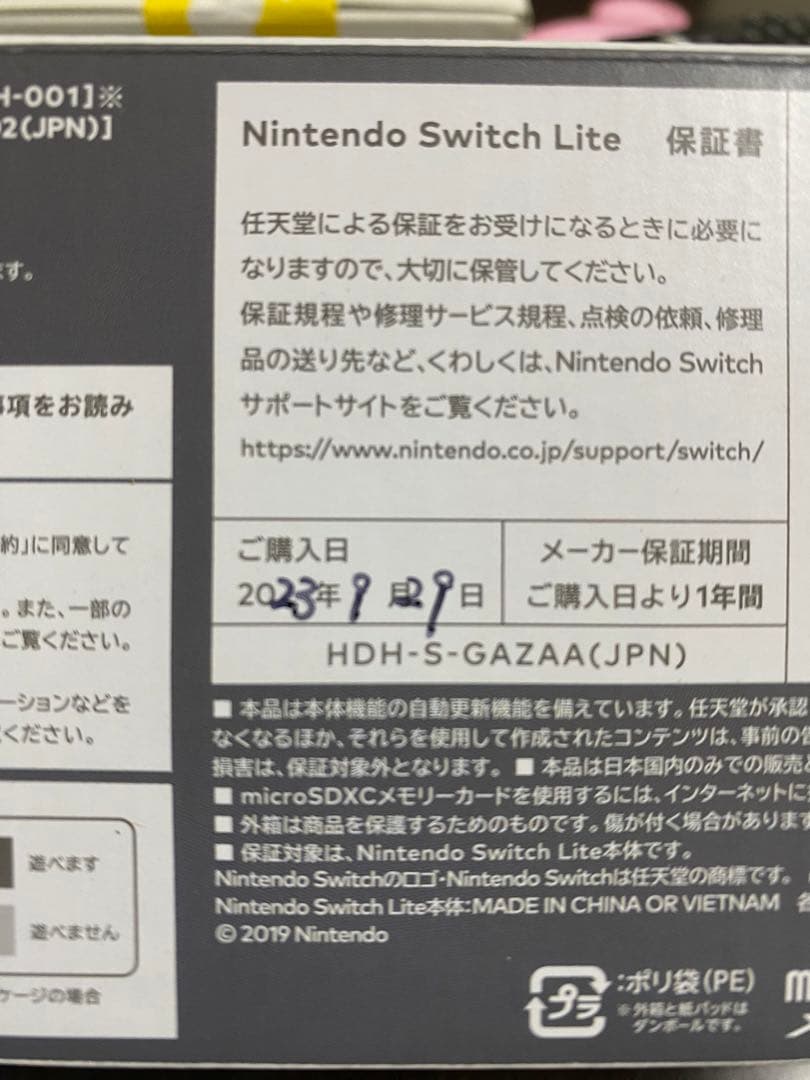 H-001]※
02(JPN)]
ます。
事項をお読み
約」に同意して
。また、一部の
ご覧ください。
ーションなどを
ください。
遊べます
遊べません
ケージの場合
Nintendo Switch Lite 保証書
任天堂による保証をお受けになるときに必要に
なりますので、大切に保管してください。
保証規程や修理サービス規程、点検の依頼、修理
品の送り先など、くわしくは、Nintendo Switch
サポートサイトをご覧ください。
https://www.nintendo.co.jp/support/switch/
ご購入日
2023年9月29日
メーカー保証期間
ご購入日より1年間
HDH-S-GAZAA(JPN)
■ 本品は本体機能の自動更新機能を備えています。任天堂が承認
なくなるほか、それらを使用して作成されたコンテンツは、事前の
損害は、保証対象外となります。■ 本品は日本国内のみでの販売
■ microSDXCメモリーカードを使用するには、インターネットに
■ 外箱は商品を保護するためのものです。傷が付く場合があります
■ 保証対象は、Nintendo Switch Lite本体です。
Nintendo Switchのロゴ・Nintendo Switchは任天堂の商標です。
Nintendo Switch Lite本体:MADE IN CHINA OR VIETNAM
© 2019 Nintendo
プラ
:ポリ袋(PE)
※外箱と紙パッドは
ダンボールです。